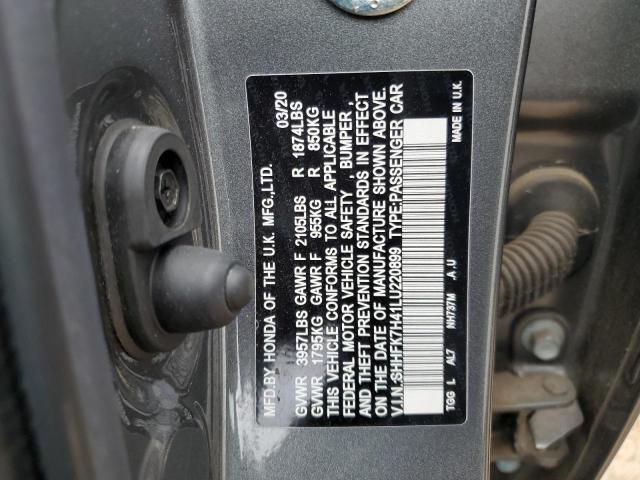 MFD.BY HONDA OF THE U.K. MFG.,LTD. 03/20
GVWR 3957LBS GAWR F 2105LBS R 1874LBS
GVWR 1795KG GAWR F 955KG R 850KG
THIS VEHICLE CONFORMS TO ALL APPLICABLE
FEDERAL MOTOR VEHICLE SAFETY , BUMPER ,
AND THEFT PREVENTION STANDARDS IN EFFECT
ON THE DATE OF MANUFACTURE SHOWN ABOVE.
V.I.N.:SHHFK7H41LU220899 TYPE:PASSENGER CAR
TGG L AL7 NH737M .A .U MADE IN U.K.